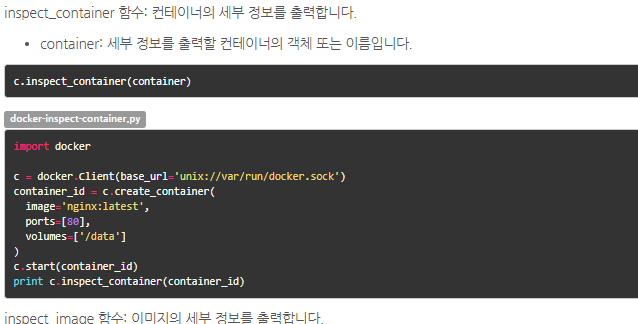 inspect_container 함수: 컨테이너의 세부 정보를 출력합니다.
• container: 세부 정보를 출력할 컨테이너의 객체 또는 이름입니다.
c.inspect_container(container)
docker-inspect-container.py
import docker
c = docker.Client(base_url='unix://var/run/docker.sock')
container_id = c.create_container(
  image='nginx:latest',
  ports=[80],
  volumes=['/data']
)
c.start(container_id)
print c.inspect_container(container_id)
inspect_image 함수: 이미지의 세부 정보를 출력합니다.